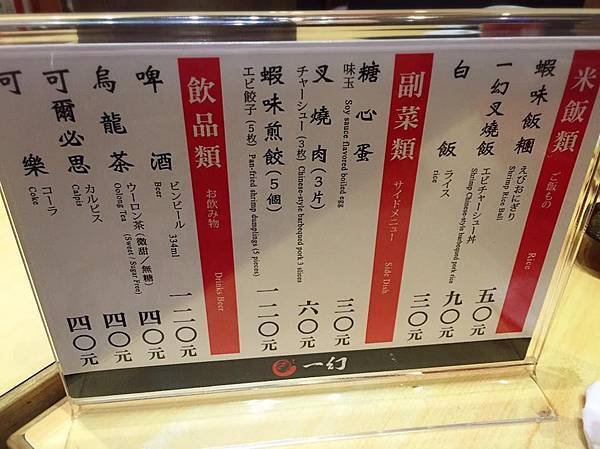 米飯類 ご飯もの Rice
蝦味飯糰 えびおにぎり Shrimp Rice Ball 五〇元
一幻叉燒飯 エビチャーシュー丼 Shrimp Chinese-style barbequed pork rice 九〇元
白飯 ライス rice 三〇元
副菜類 サイドメニュー Side Dish
糖心蛋 味玉 Soy sauce flavored boiled egg 三〇元
叉燒肉(3片) チャーシュー(3枚) Chinese-style barbequed pork 3 slices 六〇元
蝦味煎餃(5個) エビ餃子(5枚) Pan-fried shrimp dumplings (5 pieces) 一一〇元
飲品類 お飲み物 Drinks Beer
啤酒 ビンビール 334ml Beer 一二〇元
烏龍茶 ウーロン茶(微甜/無糖) Oolong Tea (Sweet / Sugar Free) 四〇元
可爾必思 カルピス Calpis 四〇元
可樂 コーラ Coke 四〇元
一幻